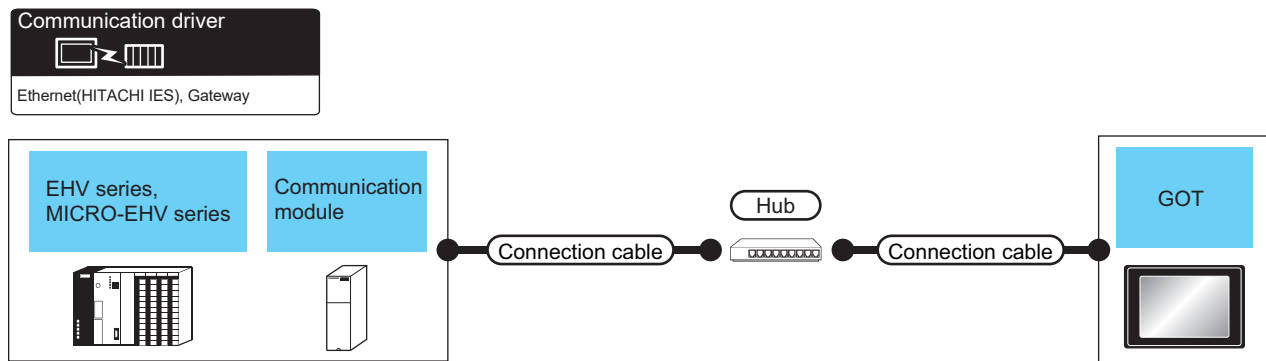 Communication driver
Ethernet(HITACHI IES), Gateway
EHV series,
MICRO-EHV series
Communication
module
Hub
Connection cable
Connection cable
GOT